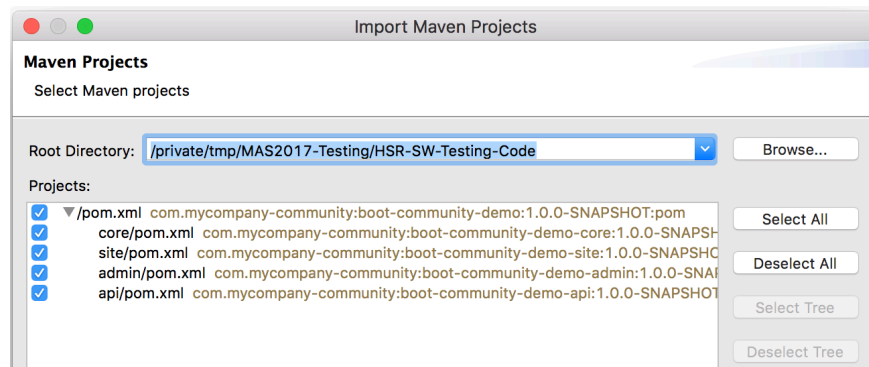 Import Maven Projects
Maven Projects
Select Maven projects
Root Directory: /private/tmp/MAS2017-Testing/HSR-SW-Testing-Code Browse...
Projects:
/pom.xml com.mycompany-community:boot-community-demo:1.0.0-SNAPSHOT:pom Select All
core/pom.xml com.mycompany-community:boot-community-demo-core:1.0.0-SNAPSH
site/pom.xml com.mycompany-community:boot-community-demo-site:1.0.0-SNAPSHO
Deselect All
admin/pom.xml com.mycompany-community:boot-community-demo-admin:1.0.0-SNAP
api/pom.xml com.mycompany-community:boot-community-demo-api:1.0.0-SNAPSHOT
Select Tree
Deselect Tree